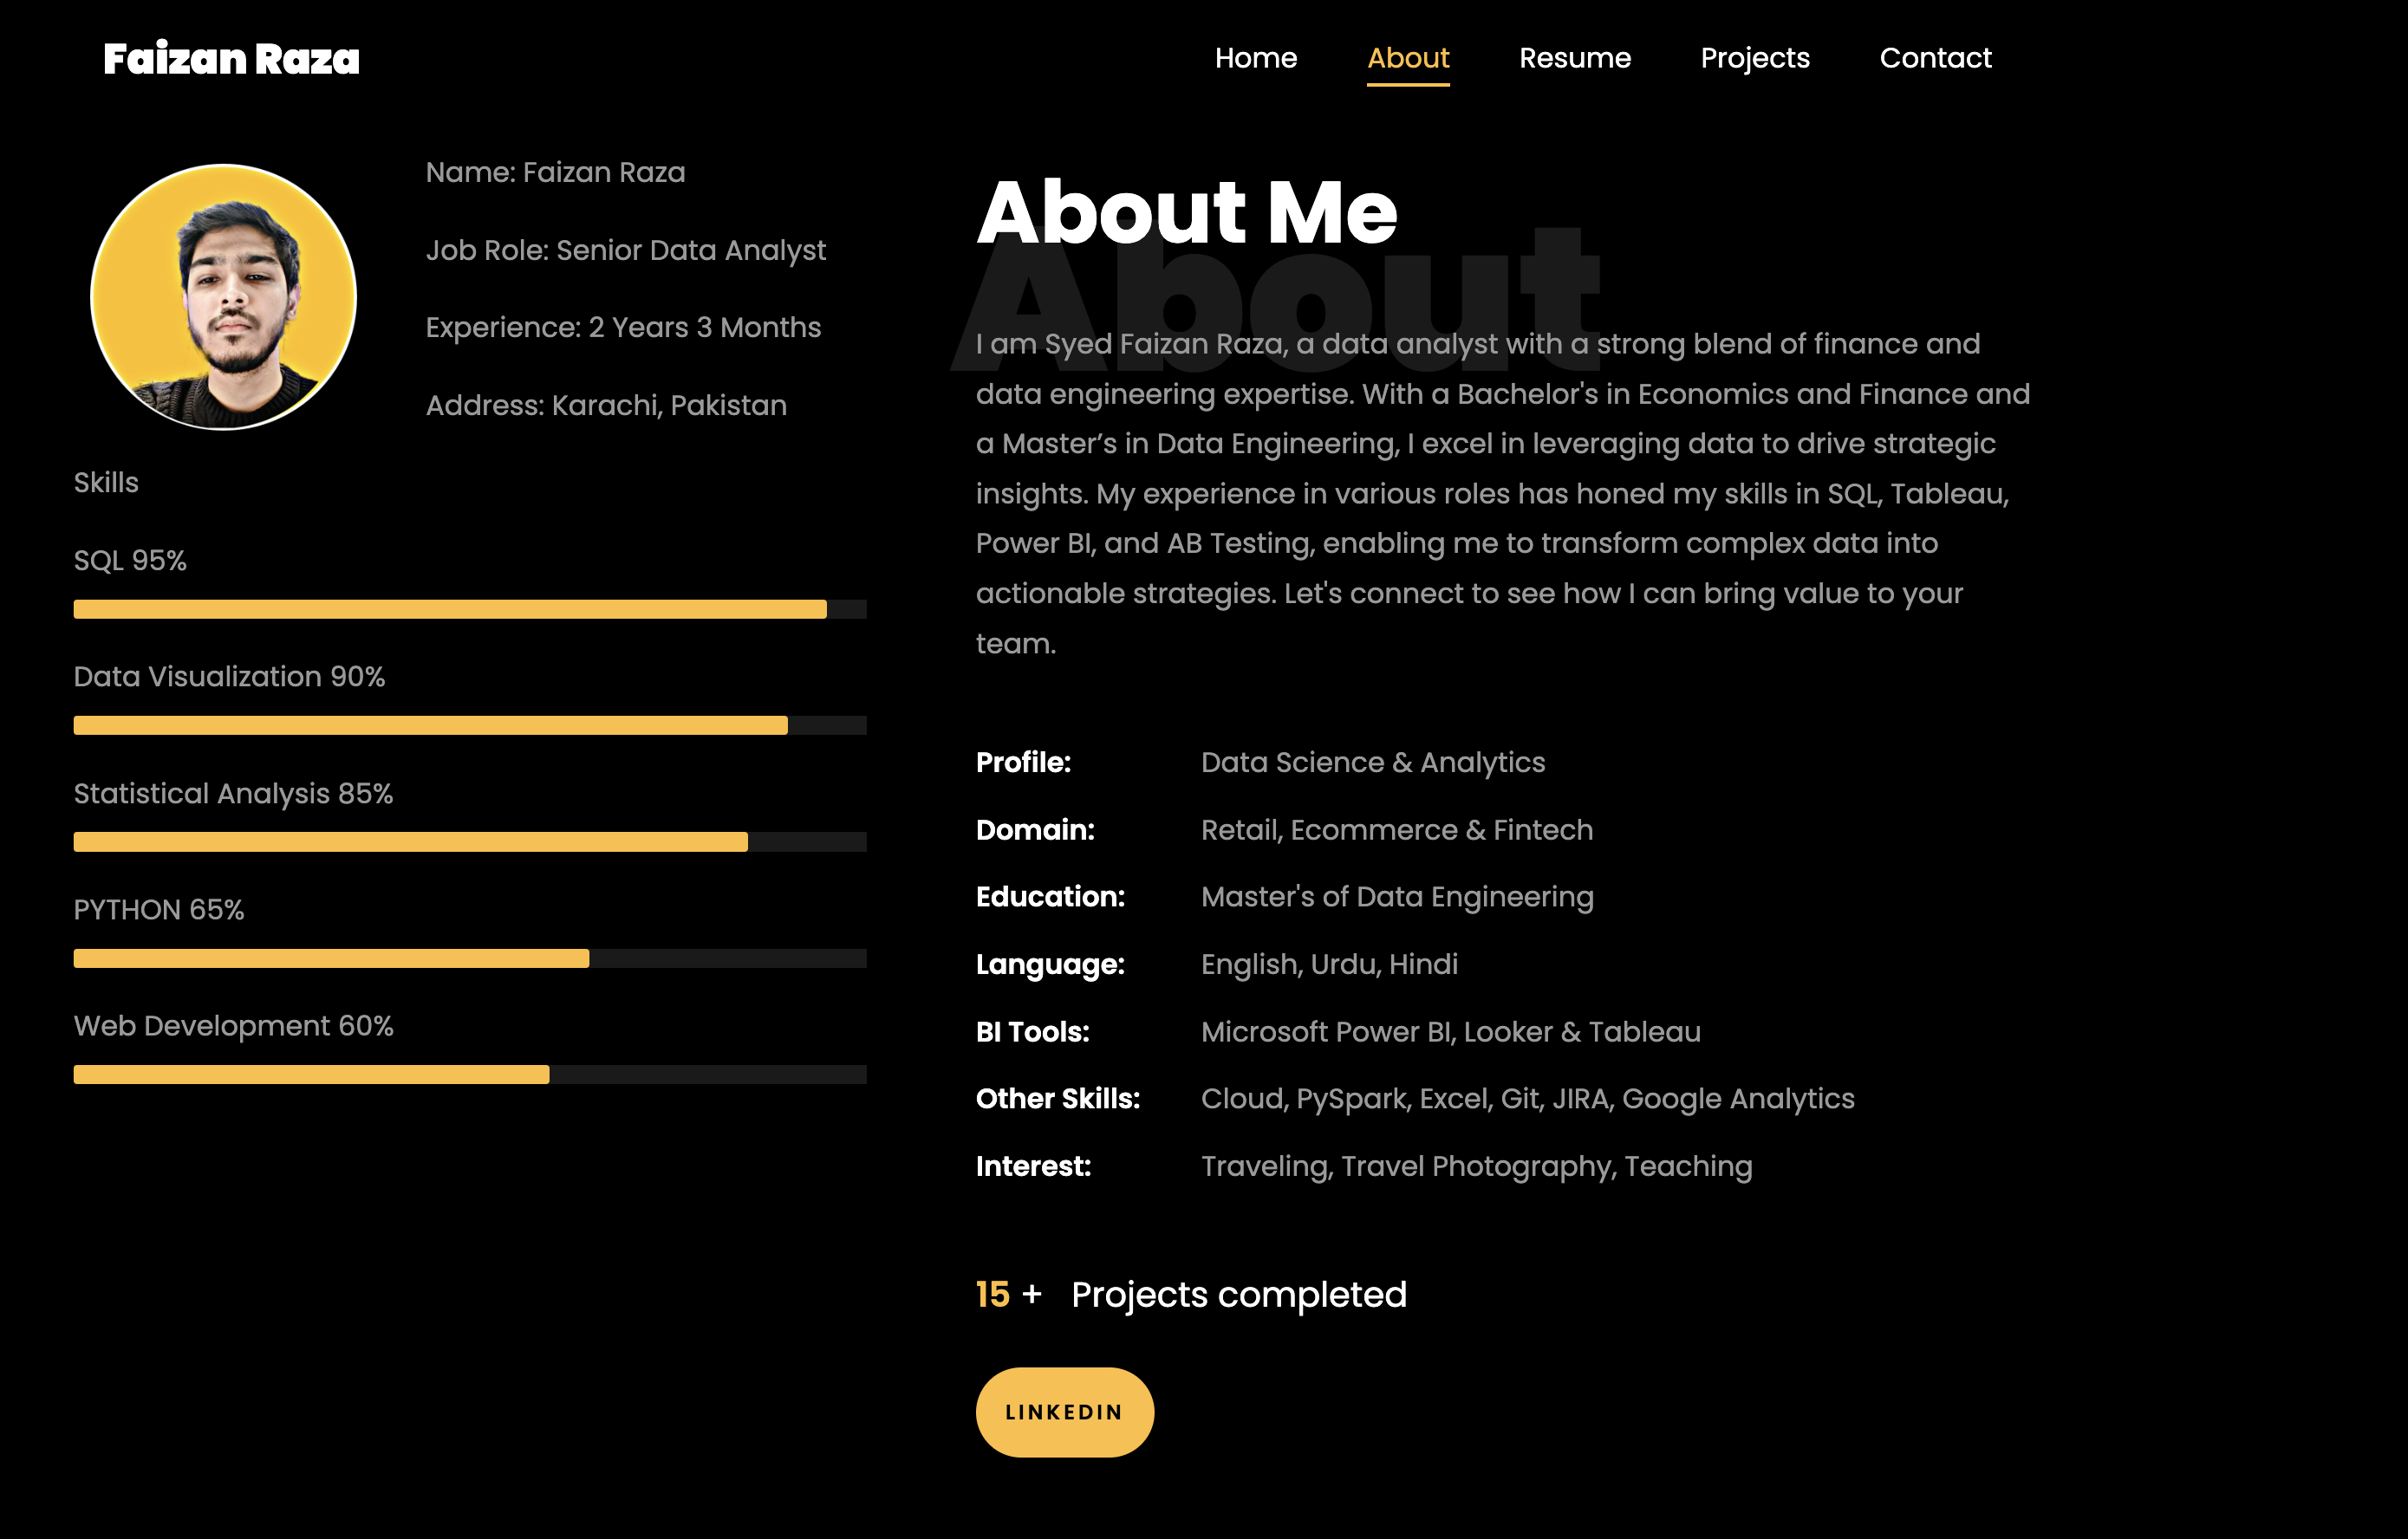 Faizan Raza
Home About Resume Projects Contact
Name: Faizan Raza
Job Role: Senior Data Analyst
Experience: 2 Years 3 Months
Address: Karachi, Pakistan
Skills
SQL 95%
Data Visualization 90%
Statistical Analysis 85%
PYTHON 65%
Web Development 60%
About Me
About
I am Syed Faizan Raza, a data analyst with a strong blend of finance and
data engineering expertise. With a Bachelor's in Economics and Finance and
a Master’s in Data Engineering, I excel in leveraging data to drive strategic
insights. My experience in various roles has honed my skills in SQL, Tableau,
Power BI, and AB Testing, enabling me to transform complex data into
actionable strategies. Let's connect to see how I can bring value to your
team.
Profile: Data Science & Analytics
Domain: Retail, Ecommerce & Fintech
Education: Master's of Data Engineering
Language: English, Urdu, Hindi
BI Tools: Microsoft Power BI, Looker & Tableau
Other Skills: Cloud, PySpark, Excel, Git, JIRA, Google Analytics
Interest: Traveling, Travel Photography, Teaching
15 + Projects completed
LINKEDIN